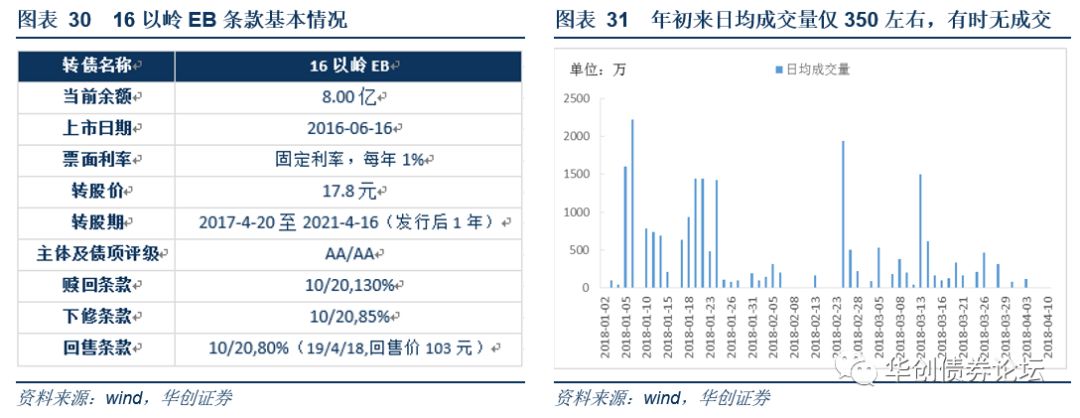 图表 30 16 以岭 EB 条款基本情况
转债名称 16 以岭 EB
当前余额 8.00 亿
上市日期 2016-06-16
票面利率 固定利率，每年 1%
转股价 17.8 元
转股期 2017-4-20 至 2021-4-16（发行后 1 年）
主体及债项评级 AA/AA
赎回条款 10/20,130%
下修条款 10/20,85%
回售条款 10/20,80%（19/4/18,回售价 103 元）
资料来源：wind，华创证券
图表 31 年初来日均成交量仅 350 左右，有时无成交
单位：万
日均成交量
2500
2000
1500
1000
500
0
2018-01-02
2018-01-05
2018-01-10
2018-01-15
2018-01-18
2018-01-23
2018-01-26
2018-01-31
2018-02-05
2018-02-08
2018-02-13
2018-02-23
2018-02-28
2018-03-05
2018-03-08
2018-03-13
2018-03-16
2018-03-21
2018-03-26
2018-03-29
2018-04-03
2018-04-10
华创债券论坛
资料来源：wind，华创证券